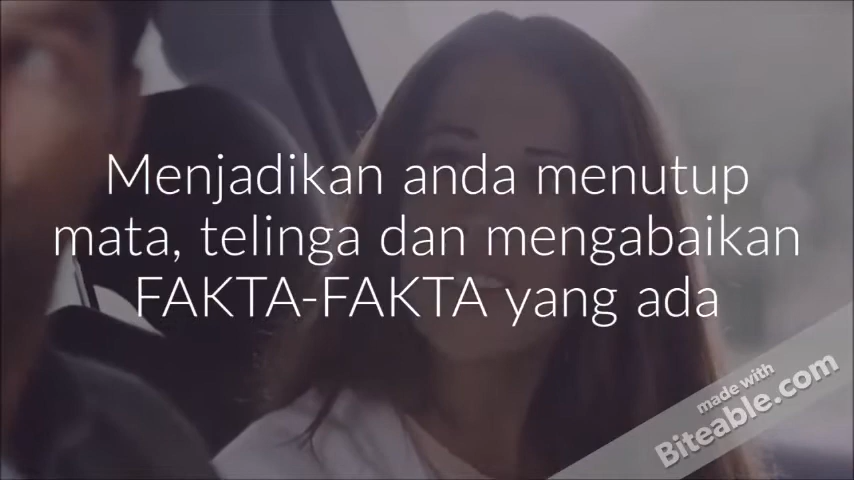 Menjadikan anda menutup
mata, telinga dan mengabaikan
FAKTA-FAKTA yang ada
made with
Biteable.com